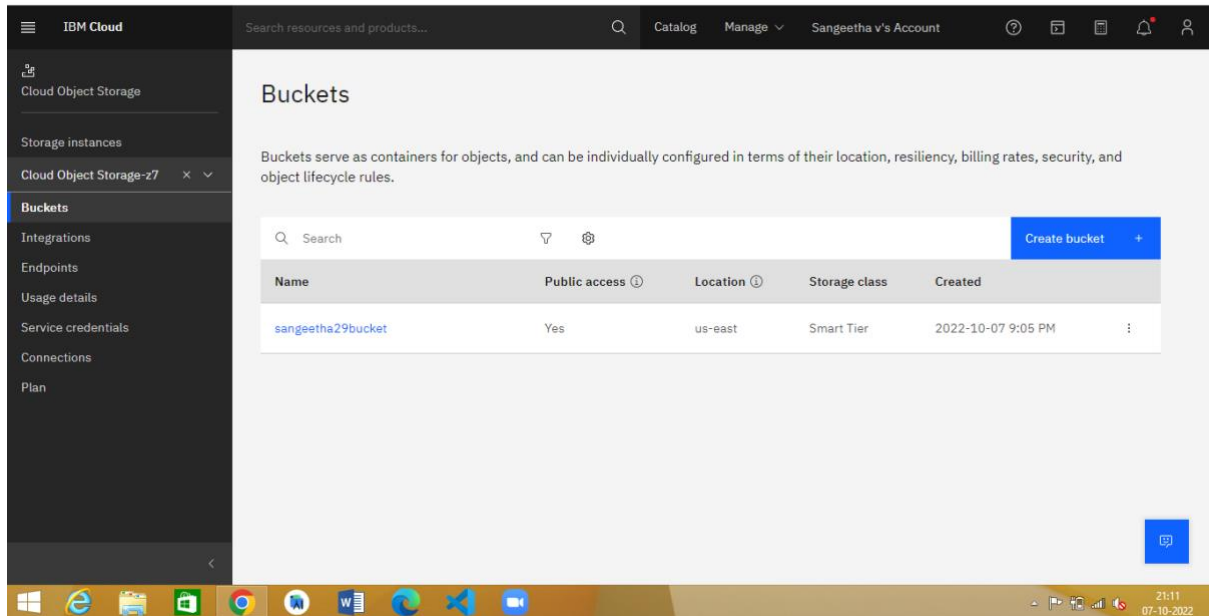 IBM Cloud
Search resources and products...
Catalog
Manage
Sangeetha v's Account
Cloud Object Storage
Storage instances
Cloud Object Storage-z7
Buckets
Integrations
Endpoints
Usage details
Service credentials
Connections
Plan
Buckets
Buckets serve as containers for objects, and can be individually configured in terms of their location, resiliency, billing rates, security, and
object lifecycle rules.
Search
Create bucket +
Name Public access Location Storage class Created
sangeetha29bucket Yes us-east Smart Tier 2022-10-07 9:05 PM
21:11
07-10-2022